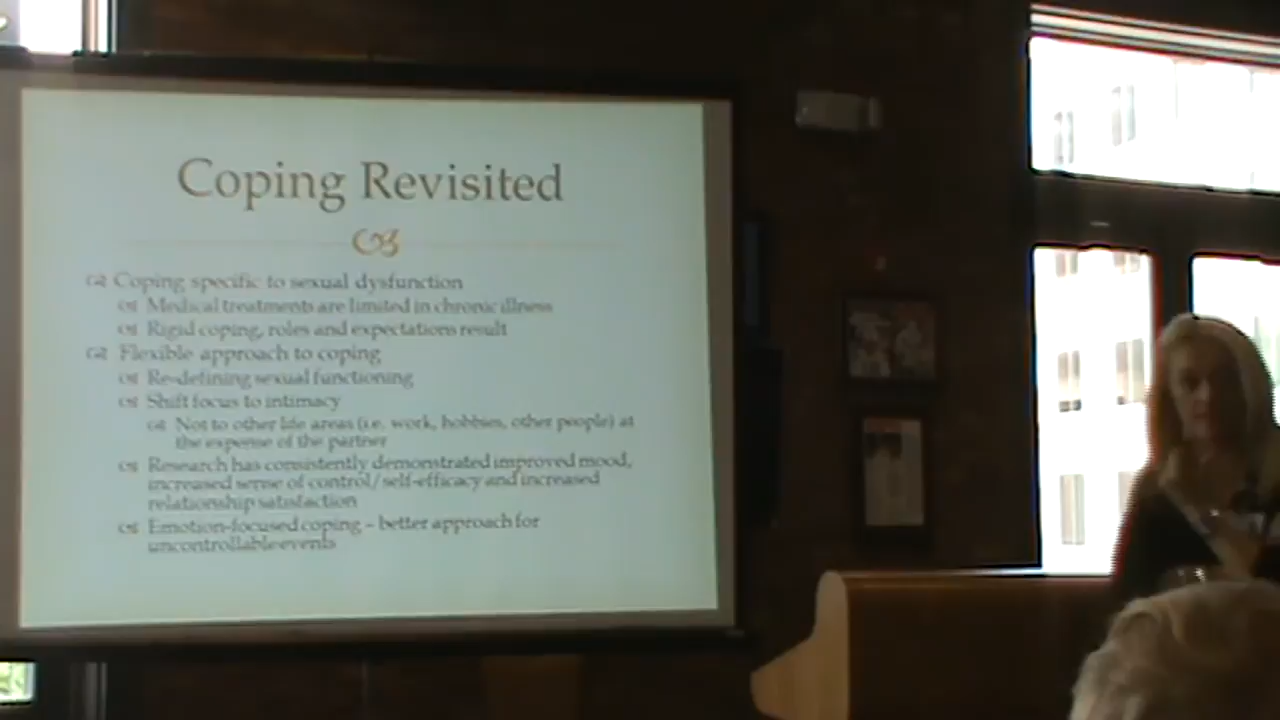 Coping Revisited
Coping specific to sexual dysfunction
Medical treatments are limited in chronic illness
Rigid coping, roles and expectations result
Flexible approach to coping
Re-defining sexual functioning
Shift focus to intimacy
Not to other life areas (i.e. work, hobbies, other people) at
the expense of the partner
Research has consistently demonstrated improved mood,
increased sense of control/self-efficacy and increased
relationship satisfaction
Emotion-focused coping – better approach for
uncontrollable events